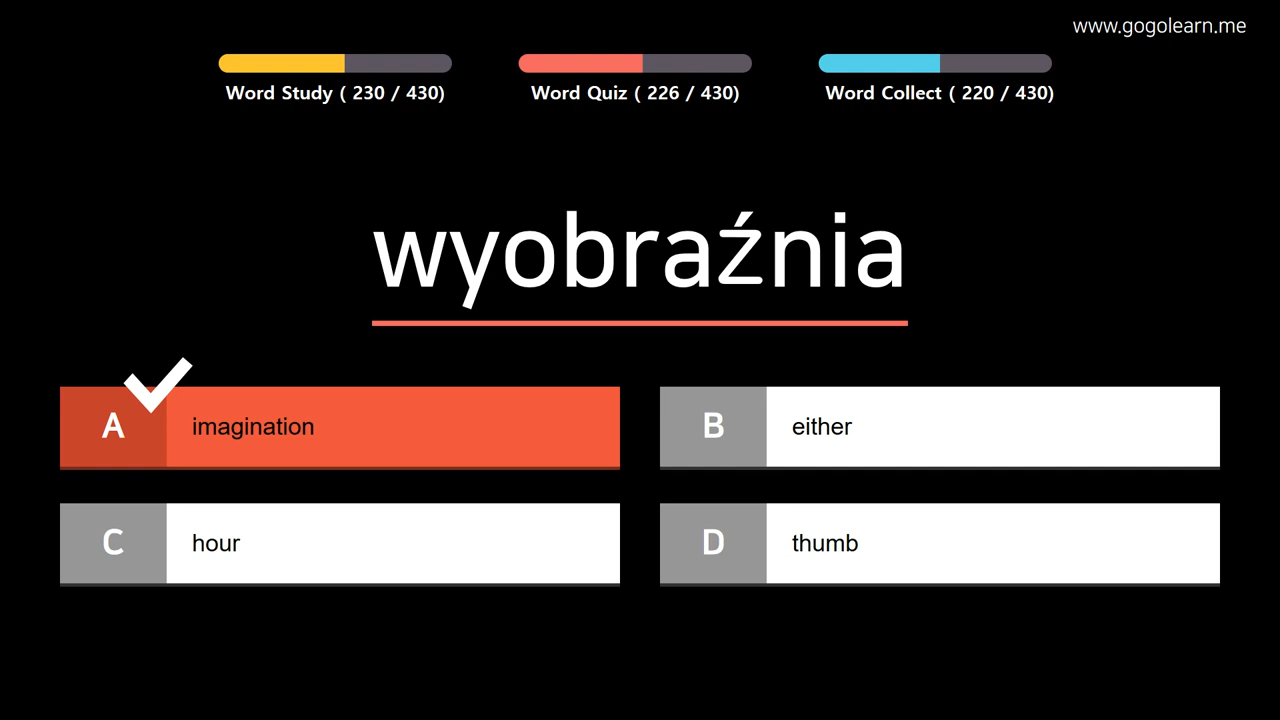 www.gogolearn.me
Word Study ( 230 / 430)
Word Quiz ( 226 / 430)
Word Collect ( 220 / 430)
wyobraźnia
A imagination
B either
C hour
D thumb